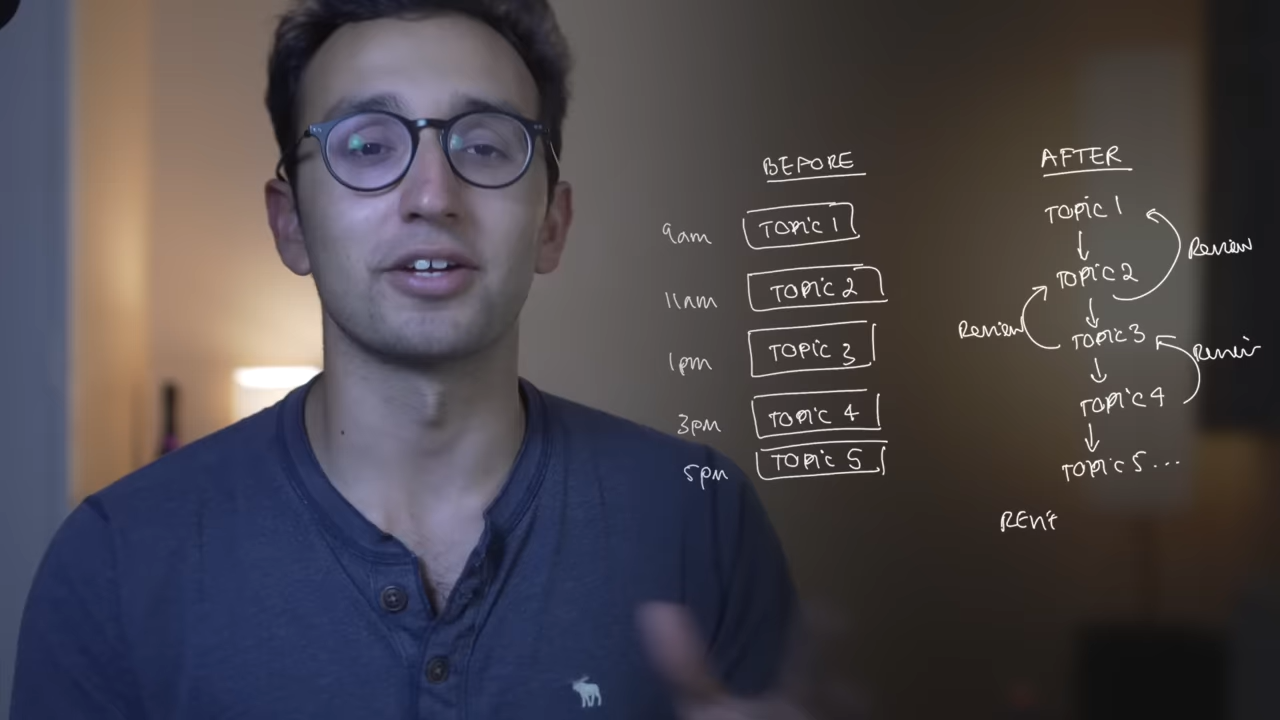 BEFORE
9am TOPIC 1
11am TOPIC 2
1pm TOPIC 3
3pm TOPIC 4
5pm TOPIC 5
AFTER
TOPIC 1
Review
TOPIC 2
Review
TOPIC 3
Review
TOPIC 4
TOPIC 5...